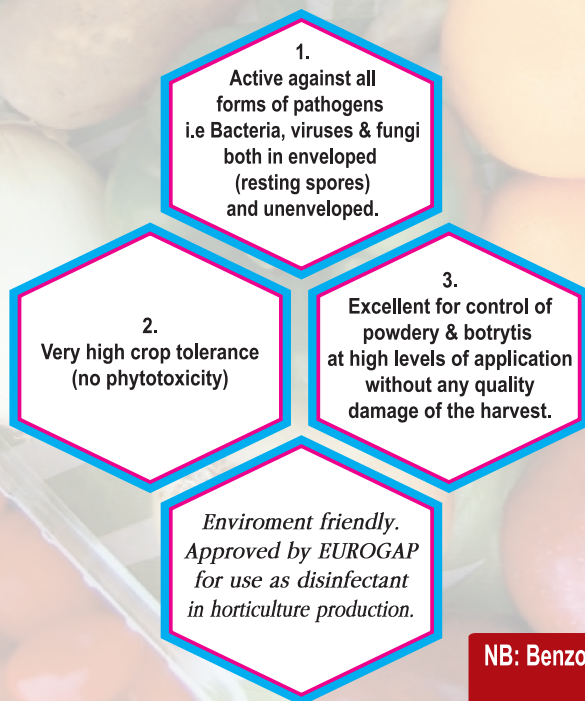 1.
Active against all
forms of pathogens
i.e Bacteria, viruses & fungi
both in enveloped
(resting spores)
and unenveloped.
2.
Very high crop tolerance
(no phytotoxicity)
3.
Excellent for control of
powdery & botrytis
at high levels of application
without any quality
damage of the harvest.
Enviroment friendly.
Approved by EUROGAP
for use as disinfectant
in horticulture production.
NB: Benzo